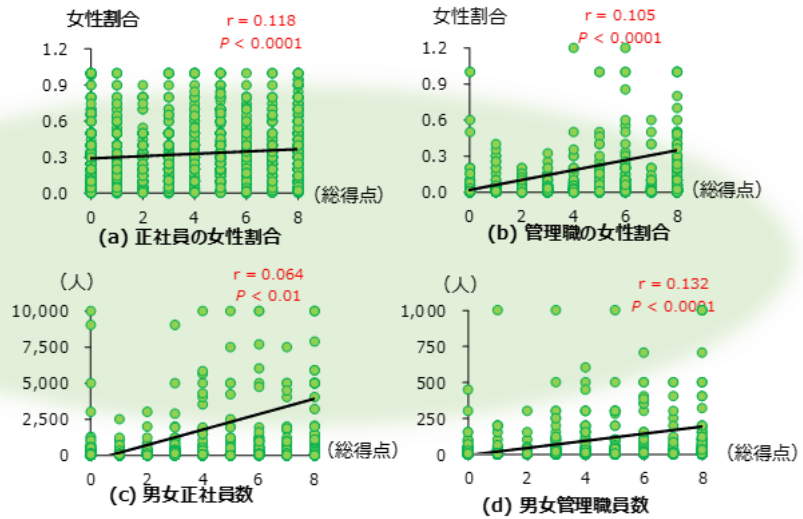 女性割合
r = 0.118
P < 0.0001
1.2
0.9
0.6
0.3
0.0
0 2 4 6 8
(総得点)
(a) 正社員の女性割合
女性割合
r = 0.105
P < 0.0001
1.2
0.9
0.6
0.3
0.0
0 2 4 6 8
(総得点)
(b) 管理職の女性割合
(人)
r = 0.064
P < 0.01
10,000
7,500
5,000
2,500
0
0 2 4 6 8
(総得点)
(c) 男女正社員数
(人)
r = 0.132
P < 0.0001
1,000
750
500
250
0
0 2 4 6 8
(総得点)
(d) 男女管理職員数